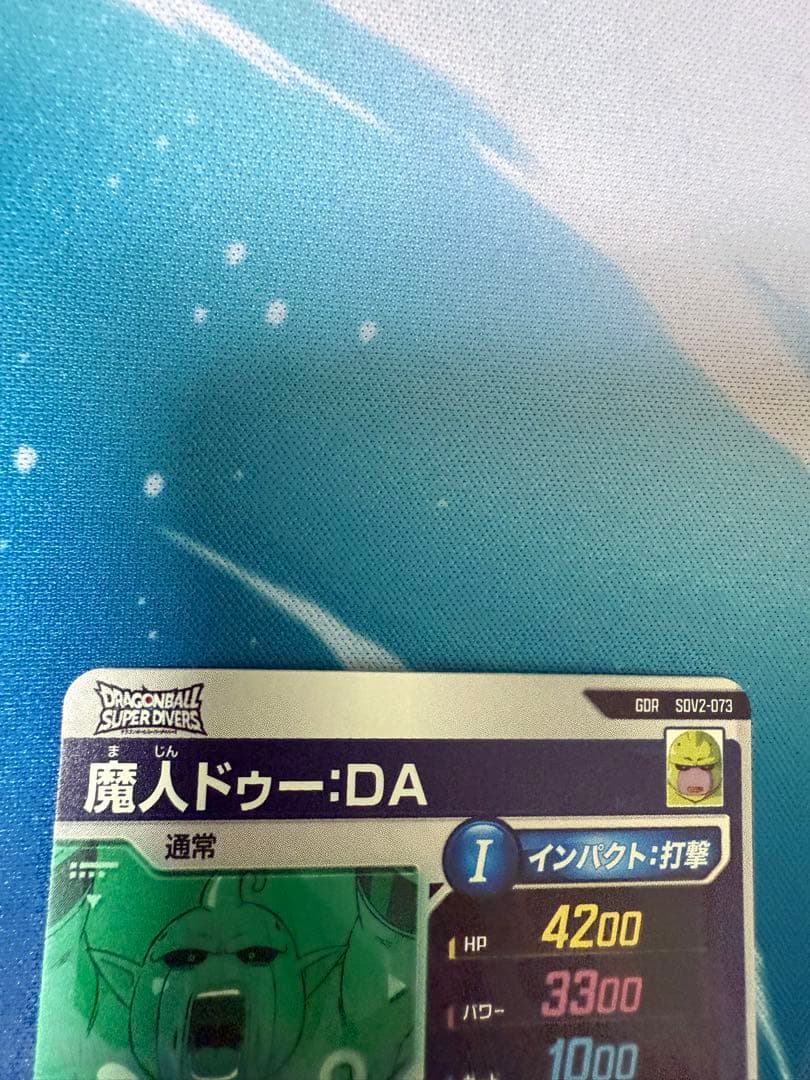 DRAGONBALL
SUPER DIVERS
GDR SDV2-073
まじん
魔人ドゥー:DA
通常
I インパクト:打撃
HP 4200
パワー 3300
1000